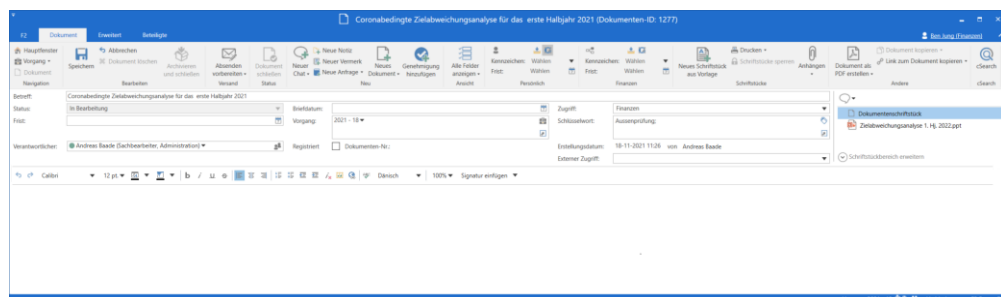 Coronabedingte Zielabweichungsanalyse für das erste Halbjahr 2021 (Dokumenten-ID: 1277)
F2 Dokument Erweitert Beteiligte Ben Jung (Finanzen)
Hauptfenster
Vorgang
Dokument
Navigation
Speichern
Abbrechen
Dokument löschen
Archivieren und schließen
Bearbeiten
Absenden vorbereiten
Versand
Dokument schließen
Status
Neuer Chat
Neue Notiz
Neuer Vermerk
Neue Anfrage
Neues Dokument
Genehmigung hinzufügen
Neu
Alle Felder anzeigen
Ansicht
Kennzeichen: Wählen
Frist: Wählen
Persönlich
Kennzeichen: Wählen
Frist: Wählen
Finanzen
Neues Schriftstück aus Vorlage
Drucken
Schriftstücke sperren
Anhängen
Schriftstücke
Dokument als PDF erstellen
Dokument kopieren
Link zum Dokument kopieren
Andere
cSearch
cSearch
Betreff: Coronabedingte Zielabweichungsanalyse für das erste Halbjahr 2021
Status: In Bearbeitung Briefdatum: Zugriff: Finanzen
Frist: Vorgang: 2021 - 18 Schlüsselwort: Aussenprüfung;
Verantwortlicher: Andreas Baade (Sachbearbeiter, Administration) Registriert: Dokumenten-Nr.: Erstellungsdatum: 18-11-2021 11:26 von Andreas Baade
Externer Zugriff:
Dokumentenschriftstück
Zielabweichungsanalyse 1. Hj. 2022.ppt
Schriftstückbereich erweitern
Calibri 12 pt. b i u Dänisch 100% Signatur einfügen